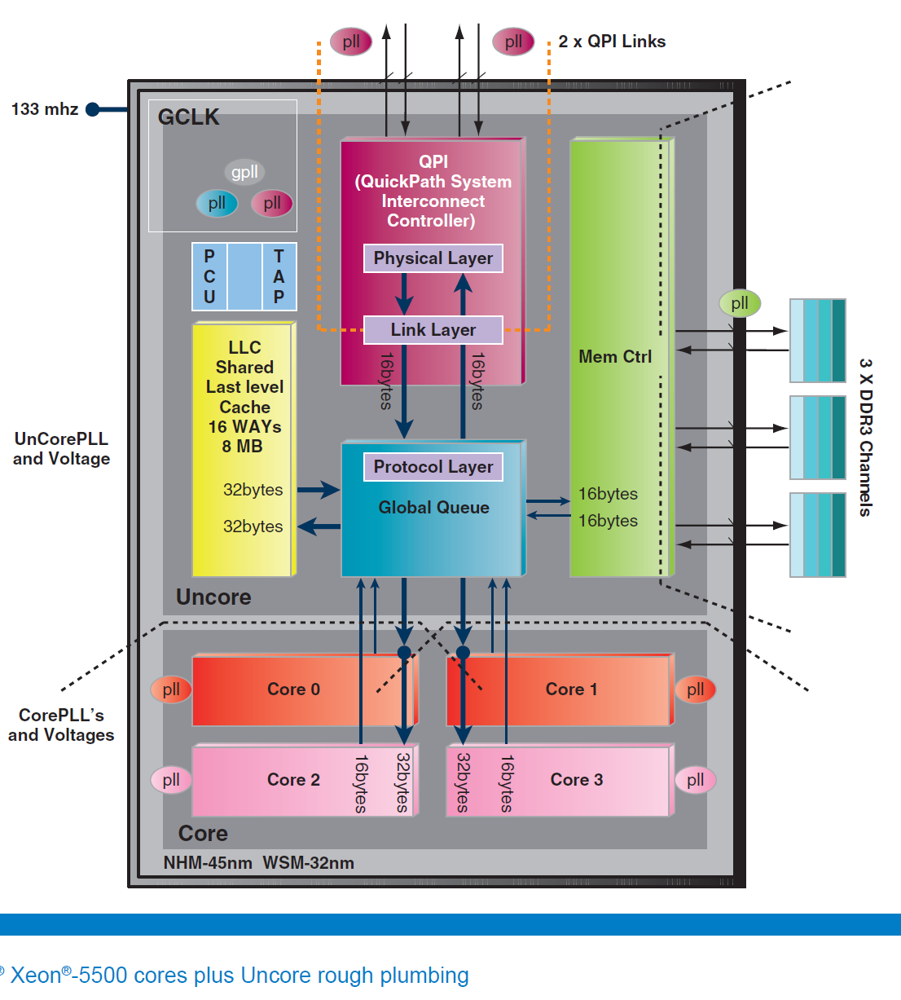 pll
pll
2 x QPI Links
133 mhz
GCLK
gpll
pll
pll
QPI
(QuickPath System
Interconnect
Controller)
Physical Layer
Link Layer
16bytes
16bytes
P
C
U
T
A
P
LLC
Shared
Last level
Cache
16 WAYs
8 MB
32bytes
32bytes
Mem Ctrl
16bytes
16bytes
pll
3 X DDR3 Channels
UnCorePLL
and Voltage
Protocol Layer
Global Queue
Uncore
pll
Core 0
Core 1
pll
CorePLL's
and Voltages
pll
Core 2
16bytes
32bytes
32bytes
16bytes
Core 3
pll
Core
NHM-45nm WSM-32nm
® Xeon®-5500 cores plus Uncore rough plumbing